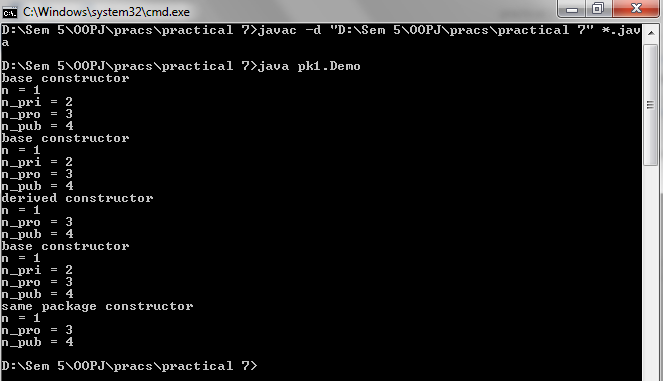 C:\Windows\system32\cmd.exe
D:\Sem 5\OOPJ\pracs\practical 7>javac -d "D:\Sem 5\OOPJ\pracs\practical 7" *.jav
a
D:\Sem 5\OOPJ\pracs\practical 7>java pk1.Demo
base constructor
n = 1
n_pri = 2
n_pro = 3
n_pub = 4
base constructor
n = 1
n_pri = 2
n_pro = 3
n_pub = 4
derived constructor
n = 1
n_pro = 3
n_pub = 4
base constructor
n = 1
n_pri = 2
n_pro = 3
n_pub = 4
same package constructor
n = 1
n_pro = 3
n_pub = 4
D:\Sem 5\OOPJ\pracs\practical 7>